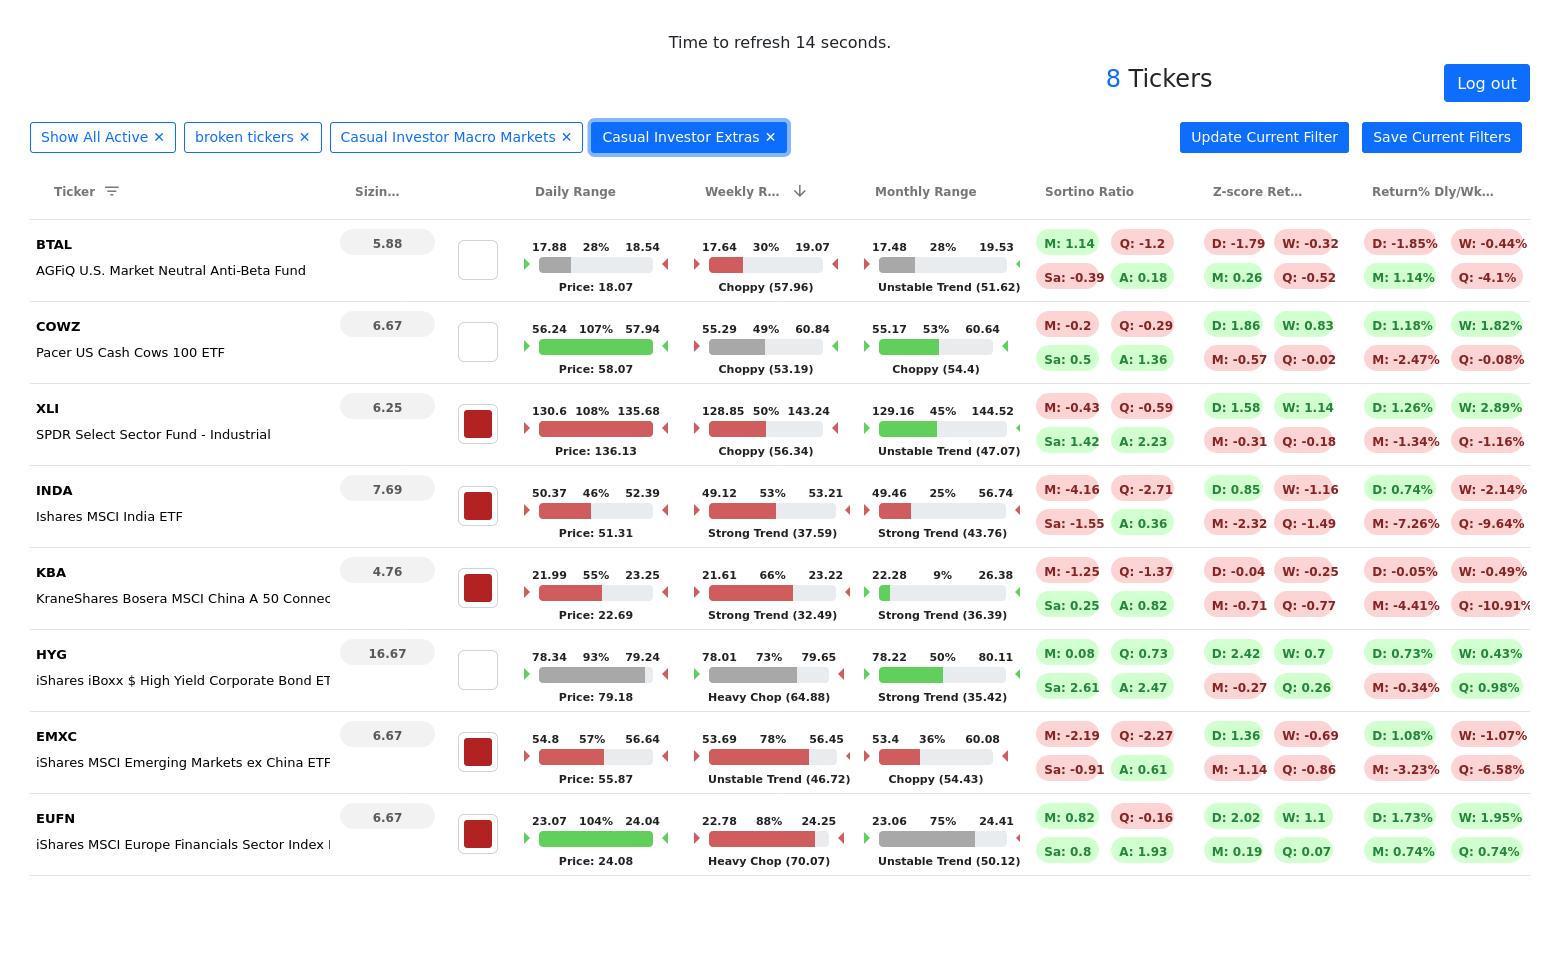 Time to refresh 14 seconds.
8 Tickers
Log out
Show All Active ✕ broken tickers ✕ Casual Investor Macro Markets ✕ Casual Investor Extras ✕ Update Current Filter Save Current Filters
Ticker Sizin... Daily Range Weekly R... Monthly Range Sortino Ratio Z-score Ret... Return% Dly/Wk...
BTAL 5.88 17.88 28% 18.54 17.64 30% 19.07 17.48 28% 19.53 M: 1.14 Q: -1.2 D: -1.79 W: -0.32 D: -1.85% W: -0.44%
AGFiQ U.S. Market Neutral Anti-Beta Fund Sa: -0.39 A: 0.18 M: 0.26 Q: -0.52 M: 1.14% Q: -4.1%
Price: 18.07 Choppy (57.96) Unstable Trend (51.62)
COWZ 6.67 56.24 107% 57.94 55.29 49% 60.84 55.17 53% 60.64 M: -0.2 Q: -0.29 D: 1.86 W: 0.83 D: 1.18% W: 1.82%
Pacer US Cash Cows 100 ETF Sa: 0.5 A: 1.36 M: -0.57 Q: -0.02 M: -2.47% Q: -0.08%
Price: 58.07 Choppy (53.19) Choppy (54.4)
XLI 6.25 130.6 108% 135.68 128.85 50% 143.24 129.16 45% 144.52 M: -0.43 Q: -0.59 D: 1.58 W: 1.14 D: 1.26% W: 2.89%
SPDR Select Sector Fund - Industrial Sa: 1.42 A: 2.23 M: -0.31 Q: -0.18 M: -1.34% Q: -1.16%
Price: 136.13 Choppy (56.34) Unstable Trend (47.07)
INDA 7.69 50.37 46% 52.39 49.12 53% 53.21 49.46 25% 56.74 M: -4.16 Q: -2.71 D: 0.85 W: -1.16 D: 0.74% W: -2.14%
Ishares MSCI India ETF Sa: -1.55 A: 0.36 M: -2.32 Q: -1.49 M: -7.26% Q: -9.64%
Price: 51.31 Strong Trend (37.59) Strong Trend (43.76)
KBA 4.76 21.99 55% 23.25 21.61 66% 23.22 22.28 9% 26.38 M: -1.25 Q: -1.37 D: -0.04 W: -0.25 D: -0.05% W: -0.49%
KraneShares Bosera MSCI China A 50 Connec Sa: 0.25 A: 0.82 M: -0.71 Q: -0.77 M: -4.41% Q: -10.91%
Price: 22.69 Strong Trend (32.49) Strong Trend (36.39)
HYG 16.67 78.34 93% 79.24 78.01 73% 79.65 78.22 50% 80.11 M: 0.08 Q: 0.73 D: 2.42 W: 0.7 D: 0.73% W: 0.43%
iShares iBoxx $ High Yield Corporate Bond ET Sa: 2.61 A: 2.47 M: -0.27 Q: 0.26 M: -0.34% Q: 0.98%
Price: 79.18 Heavy Chop (64.88) Strong Trend (35.42)
EMXC 6.67 54.8 57% 56.64 53.69 78% 56.45 53.4 36% 60.08 M: -2.19 Q: -2.27 D: 1.36 W: -0.69 D: 1.08% W: -1.07%
iShares MSCI Emerging Markets ex China ETF Sa: -0.91 A: 0.61 M: -1.14 Q: -0.86 M: -3.23% Q: -6.58%
Price: 55.87 Unstable Trend (46.72) Choppy (54.43)
EUFN 6.67 23.07 104% 24.04 22.78 88% 24.25 23.06 75% 24.41 M: 0.82 Q: -0.16 D: 2.02 W: 1.1 D: 1.73% W: 1.95%
iShares MSCI Europe Financials Sector Index Sa: 0.8 A: 1.93 M: 0.19 Q: 0.07 M: 0.74% Q: 0.74%
Price: 24.08 Heavy Chop (70.07) Unstable Trend (50.12)